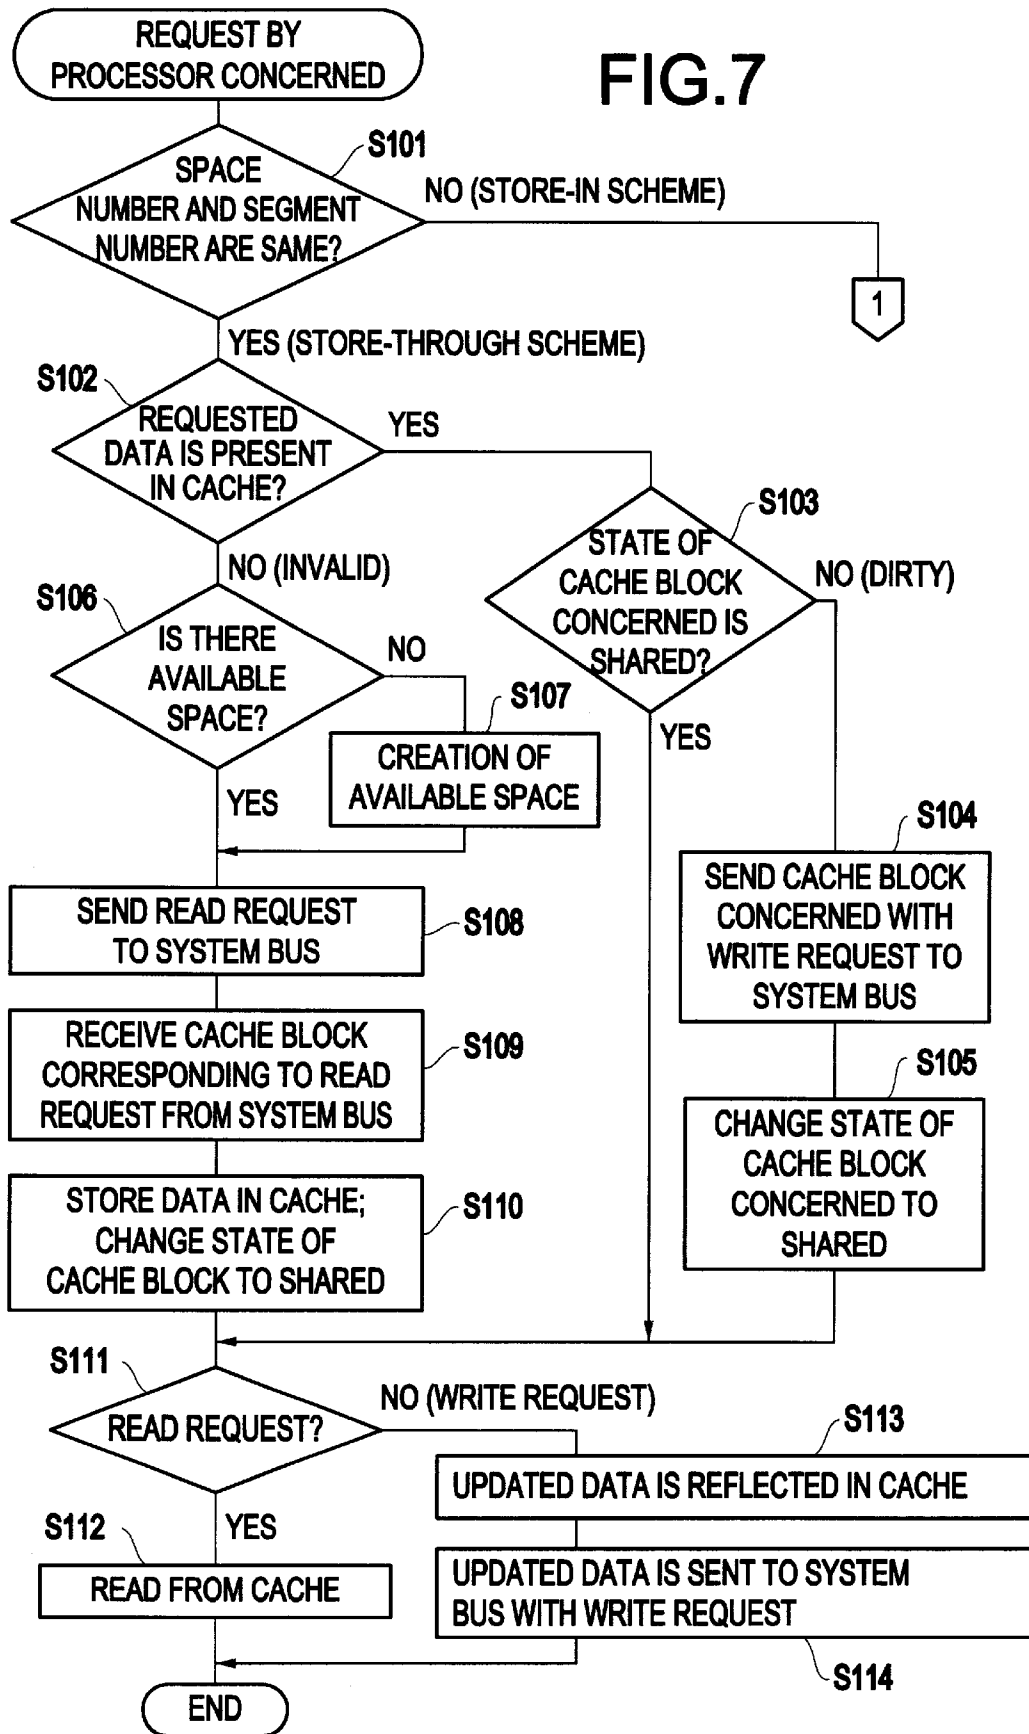 REQUEST BY
PROCESSOR CONCERNED
FIG.7
S101
SPACE
NUMBER AND SEGMENT
NUMBER ARE SAME?
NO (STORE-IN SCHEME)
1
YES (STORE-THROUGH SCHEME)
S102
REQUESTED
DATA IS PRESENT
IN CACHE?
YES
S103
STATE OF
CACHE BLOCK
CONCERNED IS
SHARED?
NO (DIRTY)
YES
NO (INVALID)
S106
IS THERE
AVAILABLE
SPACE?
NO
S107
CREATION OF
AVAILABLE SPACE
YES
S104
SEND CACHE BLOCK
CONCERNED WITH
WRITE REQUEST TO
SYSTEM BUS
S105
CHANGE STATE OF
CACHE BLOCK
CONCERNED TO
SHARED
SEND READ REQUEST
TO SYSTEM BUS
S108
RECEIVE CACHE BLOCK
CORRESPONDING TO READ
REQUEST FROM SYSTEM BUS
S109
STORE DATA IN CACHE;
CHANGE STATE OF
CACHE BLOCK TO SHARED
S110
S111
READ REQUEST?
NO (WRITE REQUEST)
S113
UPDATED DATA IS REFLECTED IN CACHE
YES
S112
READ FROM CACHE
UPDATED DATA IS SENT TO SYSTEM
BUS WITH WRITE REQUEST
S114
END